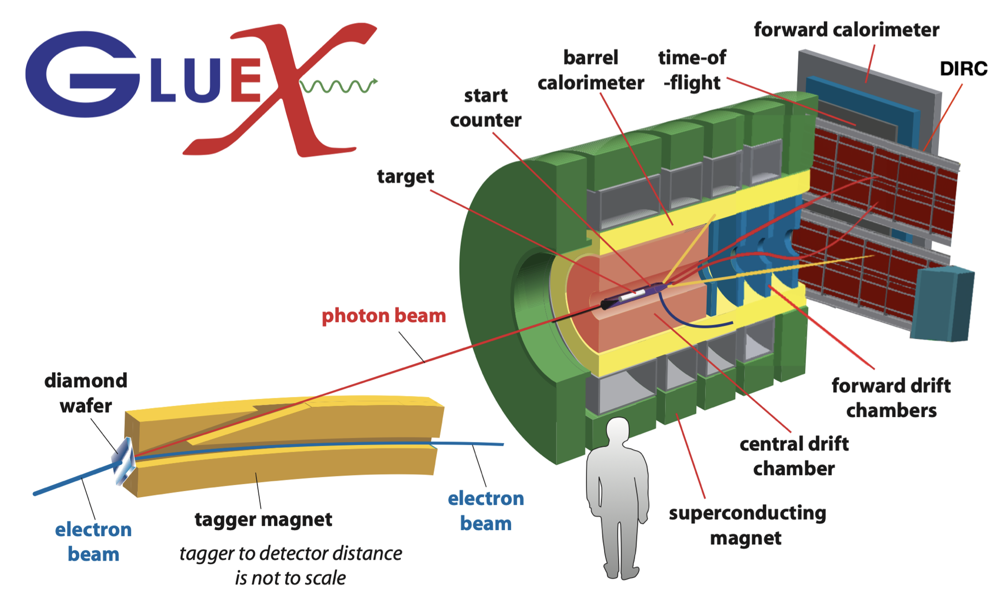 GLUEX
forward calorimeter
DIRC
barrel
calorimeter
time-of
-flight
start
counter
target
photon beam
diamond
wafer
forward drift
chambers
central drift
chamber
electron
beam
superconducting
magnet
tagger magnet
electron
beam
tagger to detector distance
is not to scale